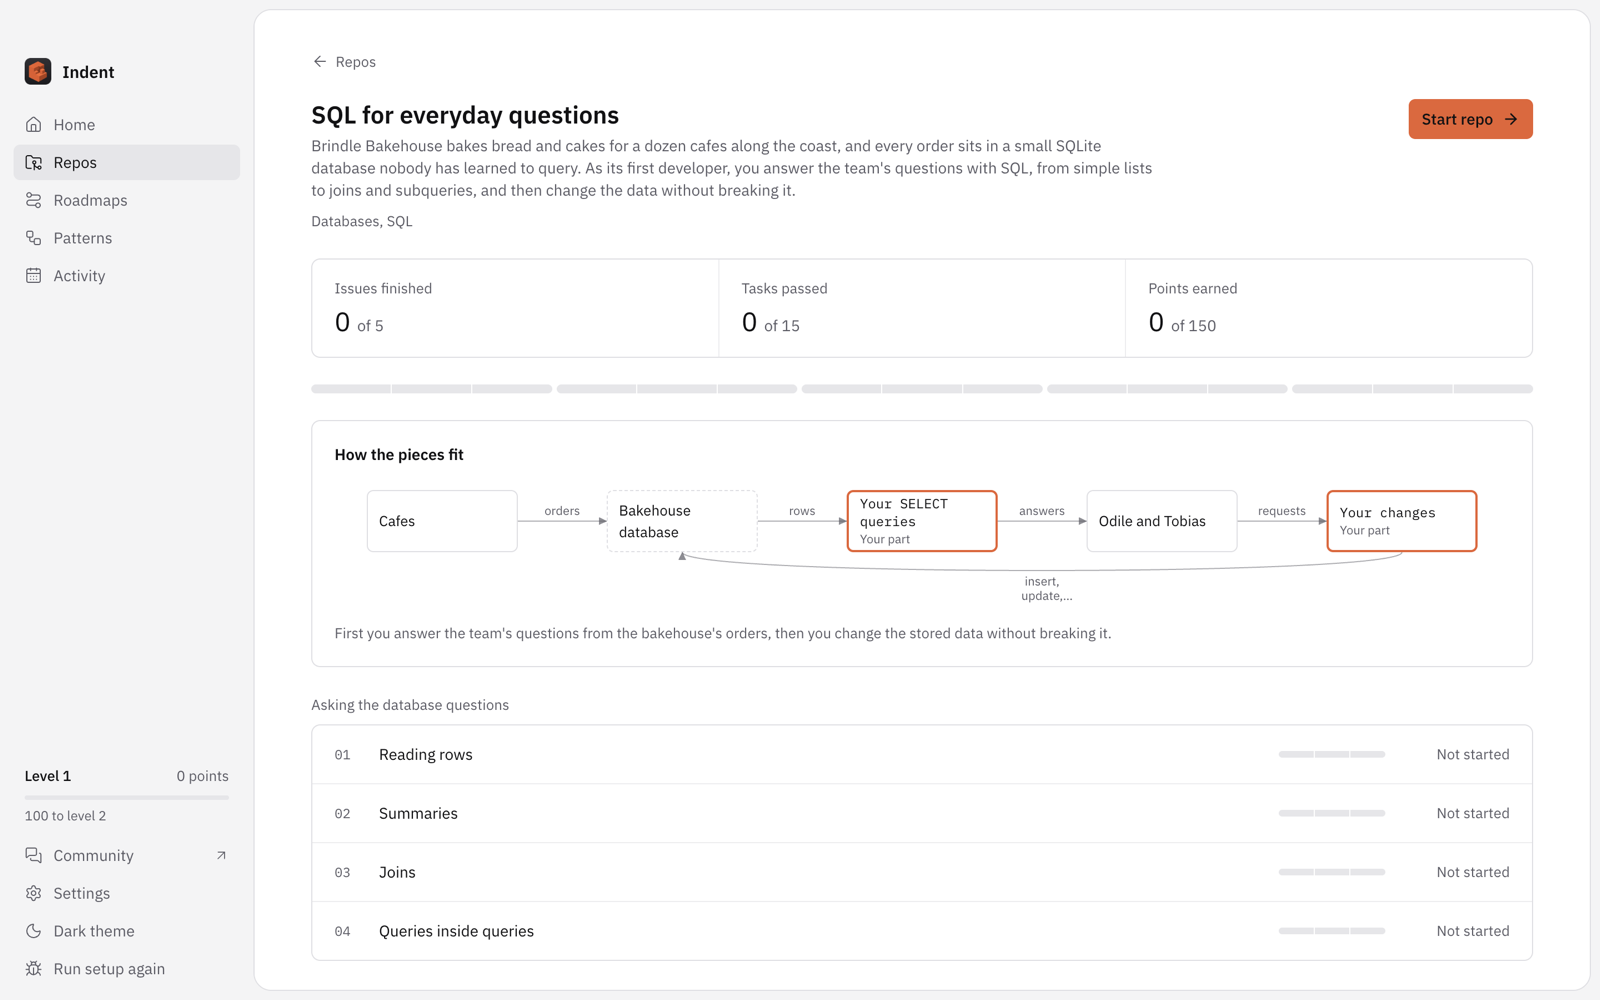 Indent
Home
Repos
Roadmaps
Patterns
Activity
Level 1
0 points
100 to level 2
Community
Settings
Dark theme
Run setup again
Repos
SQL for everyday questions
Start repo
Brindle Bakehouse bakes bread and cakes for a dozen cafes along the coast, and every order sits in a small SQLite
database nobody has learned to query. As its first developer, you answer the team's questions with SQL, from simple lists
to joins and subqueries, and then change the data without breaking it.
Databases, SQL
Issues finished
0 of 5
Tasks passed
0 of 15
Points earned
0 of 150
How the pieces fit
Cafes
orders
Bakehouse
database
rows
Your SELECT
queries
Your part
answers
Odile and Tobias
requests
Your changes
Your part
insert,
update,...
First you answer the team's questions from the bakehouse's orders, then you change the stored data without breaking it.
Asking the database questions
01 Reading rows Not started
02 Summaries Not started
03 Joins Not started
04 Queries inside queries Not started